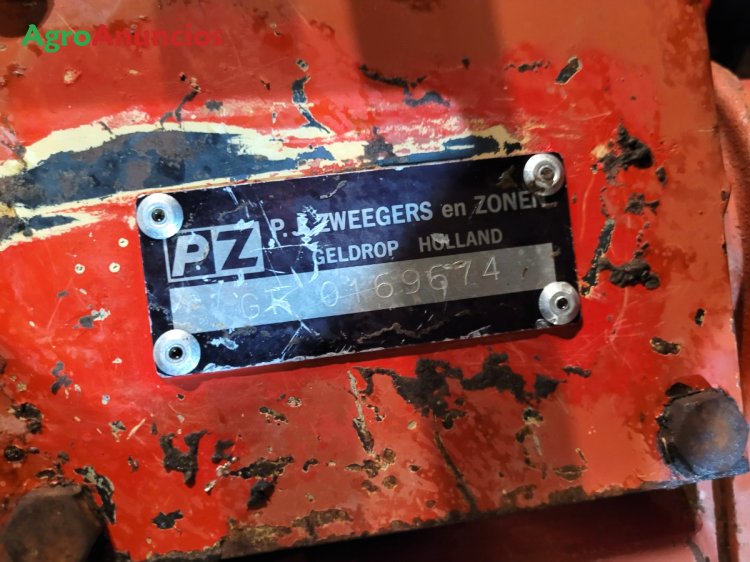 AgroAnuncios
PZ
P.J. ZWEEGERS en ZONEN
GELDROP HOLLAND
0169674